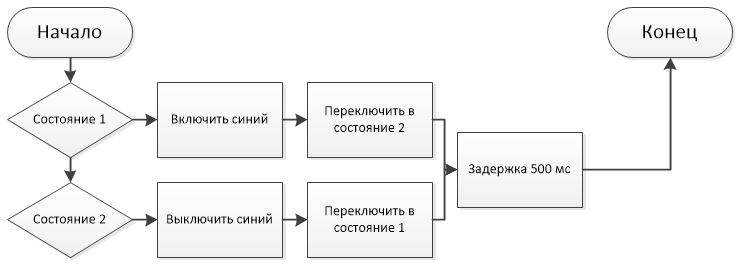 Начало
Конец
Состояние 1
Включить синий
Переключить в
состояние 2
Задержка 500 мс
Состояние 2
Выключить синий
Переключить в
состояние 1